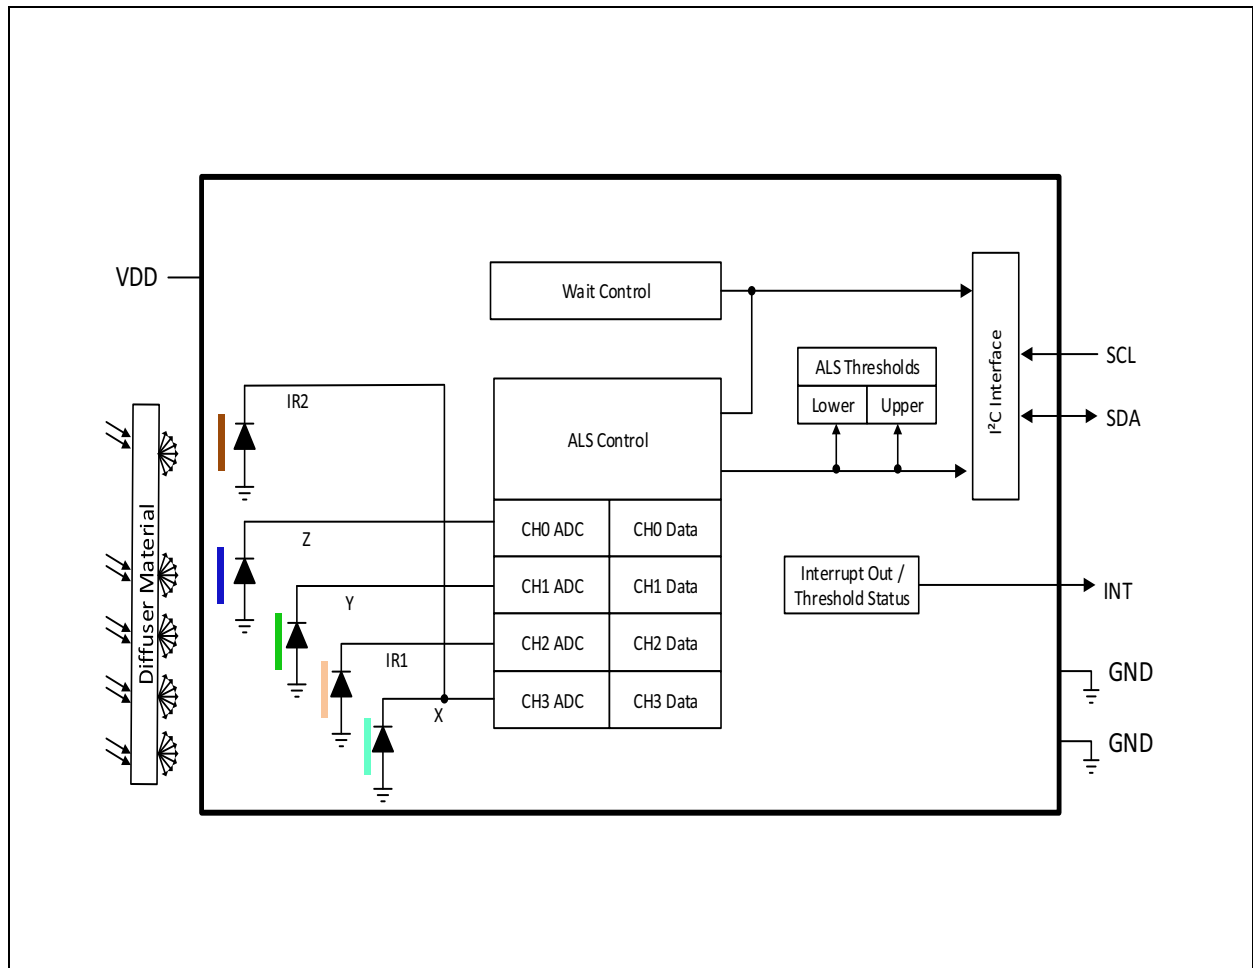 VDD
Wait Control
ALS Thresholds
Lower
Upper
I²C Interface
SCL
SDA
IR2
ALS Control
Diffuser Material
Z
CH0 ADC
CH0 Data
Y
CH1 ADC
CH1 Data
Interrupt Out /
Threshold Status
INT
IR1
CH2 ADC
CH2 Data
X
CH3 ADC
CH3 Data
GND
GND